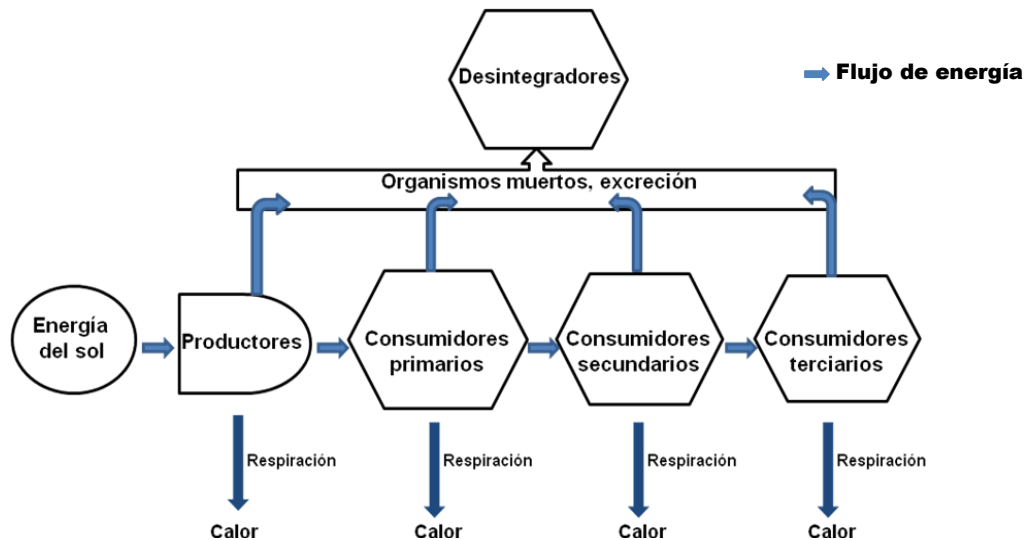 Desintegradores
Flujo de energía
Organismos muertos, excreción
Energía
del sol
Productores
Consumidores
primarios
Consumidores
secundarios
Consumidores
terciarios
Respiración
Respiración
Respiración
Respiración
Calor
Calor
Calor
Calor